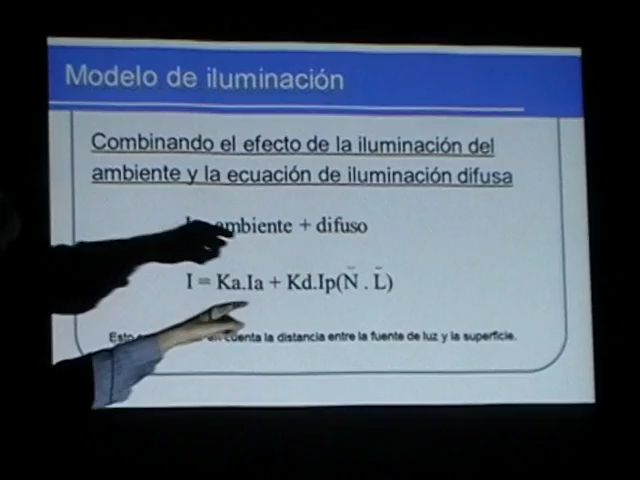 Modelo de iluminación
Combinando el efecto de la iluminación del
ambiente y la ecuación de iluminación difusa
ambiente + difuso
I = Ka.Ia + Kd.Ip(N̄ . L̄)
Esto en cuenta la distancia entre la fuente de luz y la superficie.